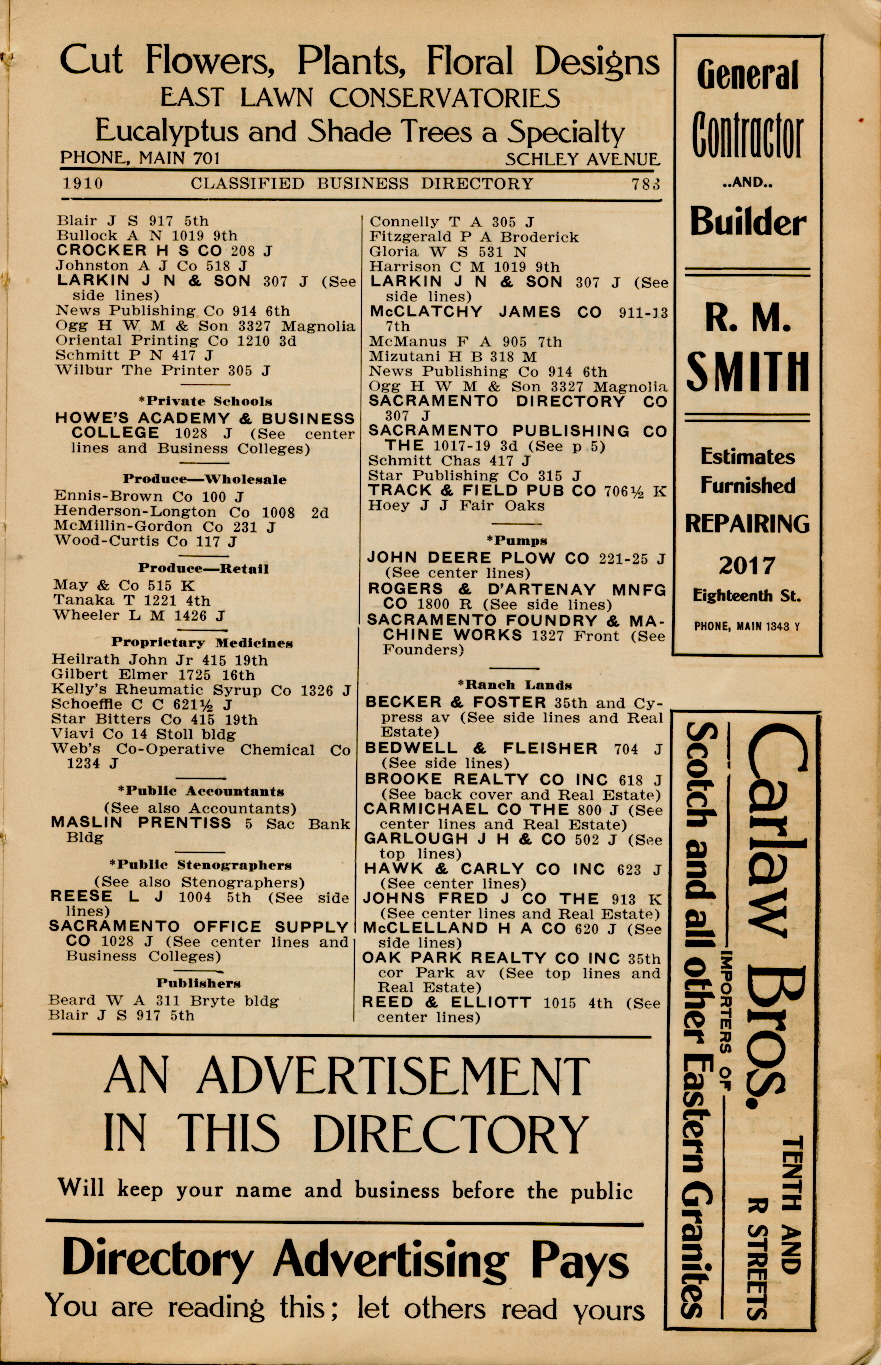 Cut Flowers, Plants, Floral Designs
EAST LAWN CONSERVATORIES
Eucalyptus and Shade Trees a Specialty
PHONE, MAIN 701 SCHLEY AVENUE
1910 CLASSIFIED BUSINESS DIRECTORY 783
Blair J S 917 5th
Bullock A N 1019 9th
CROCKER H S CO 208 J
Johnston A J Co 518 J
LARKIN J N & SON 307 J (See
side lines)
News Publishing Co 914 6th
Ogg H W M & Son 3327 Magnolia
Oriental Printing Co 1210 3d
Schmitt P N 417 J
Wilbur The Printer 305 J
*Private Schools
HOWE'S ACADEMY & BUSINESS
COLLEGE 1028 J (See center
lines and Business Colleges)
Produce—Wholesale
Ennis-Brown Co 100 J
Henderson-Longton Co 1008 2d
McMillin-Gordon Co 231 J
Wood-Curtis Co 117 J
Produce—Retail
May & Co 515 K
Tanaka T 1221 4th
Wheeler L M 1426 J
Proprietary Medicines
Heilrath John Jr 415 19th
Gilbert Elmer 1725 16th
Kelly's Rheumatic Syrup Co 1326 J
Schoeffle C C 621½ J
Star Bitters Co 415 19th
Viavi Co 14 Stoll bldg
Web's Co-Operative Chemical Co
1234 J
*Public Accountants
(See also Accountants)
MASLIN PRENTISS 5 Sac Bank
Bldg
*Public Stenographers
(See also Stenographers)
REESE L J 1004 5th (See side
lines)
SACRAMENTO OFFICE SUPPLY
CO 1028 J (See center lines and
Business Colleges)
Publishers
Beard W A 311 Bryte bldg
Blair J S 917 5th
Connelly T A 305 J
Fitzgerald P A Broderick
Gloria W S 531 N
Harrison C M 1019 9th
LARKIN J N & SON 307 J (See
side lines)
McCLATCHY JAMES CO 911-13
7th
McManus F A 905 7th
Mizutani H B 318 M
News Publishing Co 914 6th
Ogg H W M & Son 3327 Magnolia
SACRAMENTO DIRECTORY CO
307 J
SACRAMENTO PUBLISHING CO
THE 1017-19 3d (See p 5)
Schmitt Chas 417 J
Star Publishing Co 315 J
TRACK & FIELD PUB CO 706½ K
Hoey J J Fair Oaks
*Pumps
JOHN DEERE PLOW CO 221-25 J
(See center lines)
ROGERS & D'ARTENAY MNFG
CO 1800 R (See side lines)
SACRAMENTO FOUNDRY & MA-
CHINE WORKS 1327 Front (See
Founders)
*Ranch Lands
BECKER & FOSTER 35th and Cy-
press av (See side lines and Real
Estate)
BEDWELL & FLEISHER 704 J
(See side lines)
BROOKE REALTY CO INC 618 J
(See back cover and Real Estate)
CARMICHAEL CO THE 800 J (See
center lines and Real Estate)
GARLOUGH J H & CO 502 J (See
top lines)
HAWK & CARLY CO INC 623 J
(See center lines)
JOHNS FRED J CO THE 913 K
(See center lines and Real Estate)
McCLELLAND H A CO 620 J (See
side lines)
OAK PARK REALTY CO INC 35th
cor Park av (See top lines and
Real Estate)
REED & ELLIOTT 1015 4th (See
center lines)
AN ADVERTISEMENT
IN THIS DIRECTORY
Will keep your name and business before the public
Directory Advertising Pays
You are reading this; let others read yours
General
Contractor
..AND..
Builder
R. M.
SMITH
Estimates
Furnished
REPAIRING
2017
Eighteenth St.
PHONE, MAIN 1343 Y
Carlaw Bros. TENTH AND
R STREETS
IMPORTERS OF
Scotch and all other Eastern Granites